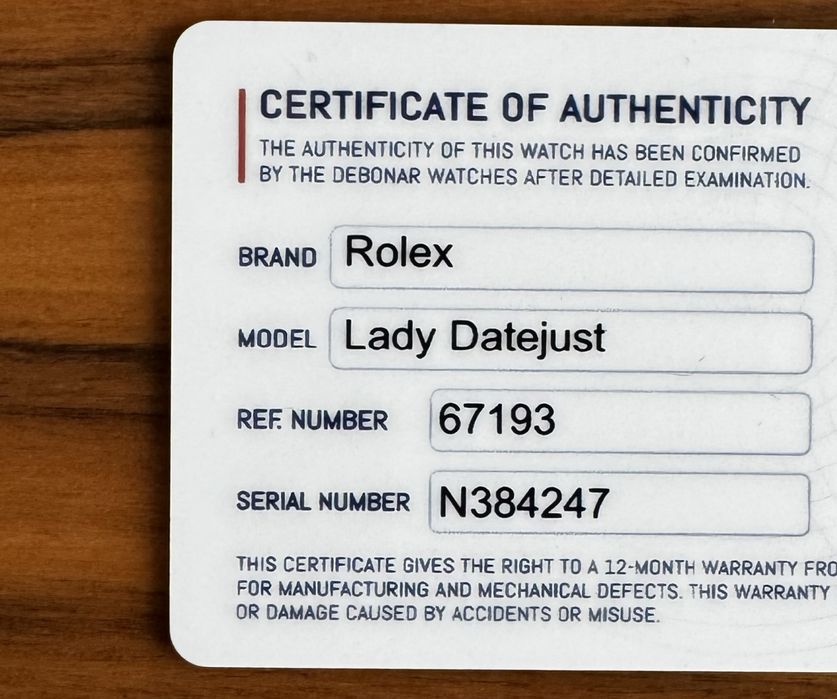 CERTIFICATE OF AUTHENTICITY
THE AUTHENTICITY OF THIS WATCH HAS BEEN CONFIRMED
BY THE DEBONAR WATCHES AFTER DETAILED EXAMINATION.
BRAND Rolex
MODEL Lady Datejust
REF. NUMBER 67193
SERIAL NUMBER N384247
THIS CERTIFICATE GIVES THE RIGHT TO A 12-MONTH WARRANTY
FOR MANUFACTURING AND MECHANICAL DEFECTS. THIS WARRANTY
OR DAMAGE CAUSED BY ACCIDENTS OR MISUSE.